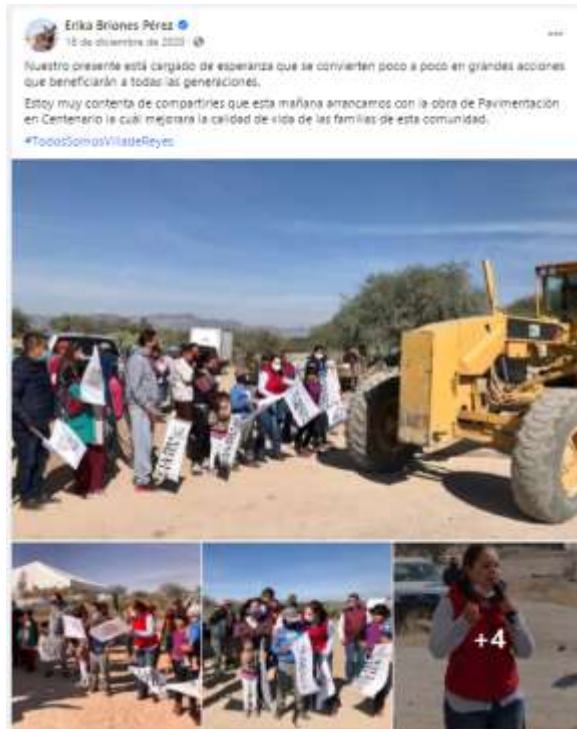 Erika Briones Pérez
18 de diciembre de 2020
Nuestro presente está cargado de esperanza que se convierten poco a poco en grandes acciones
que beneficiarán a todas las generaciones.
Estoy muy contenta de compartirles que esta mañana arrancamos con la obra de Pavimentación
en Centenario la cuál mejorara la calidad de vida de las familias de esta comunidad.
#TodosSomosVilladeReyes
+4